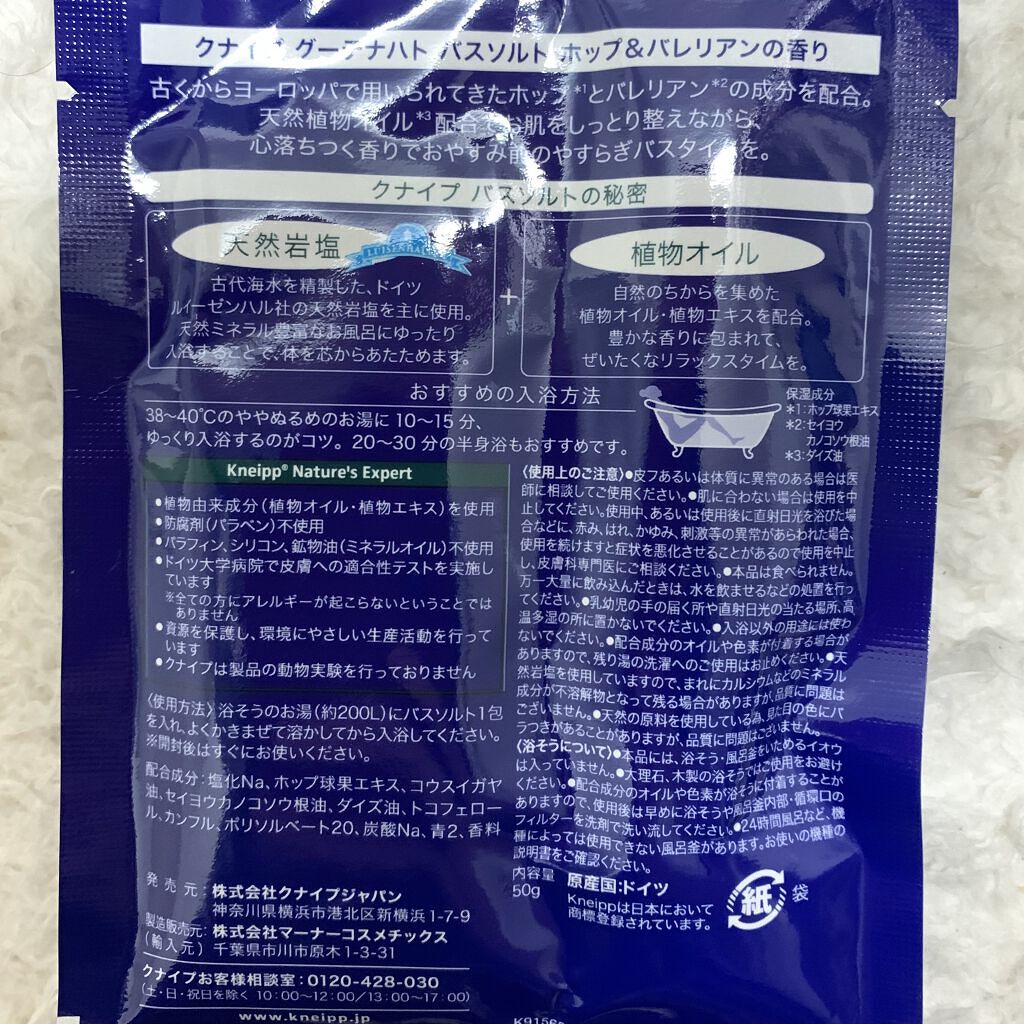 クナイプ グーテナハト バスソルト ホップ&バレリアンの香り
古くからヨーロッパで用いられてきたホップ*1とバレリアン*2の成分を配合。
天然植物オイル*3配合でお肌をしっとり整えながら、
心落ちつく香りでおやすみ前のやすらぎバスタイムを。
クナイプ バスソルトの秘密
天然岩塩
古代海水を精製した、ドイツ
ルイーゼンハル社の天然岩塩を主に使用。
天然ミネラル豊富なお風呂にゆったり
入浴することで、体を芯からあたためます。
+
植物オイル
自然のちからを集めた
植物オイル・植物エキスを配合。
豊かな香りに包まれて、
ぜいたくなリラックスタイムを。
おすすめの入浴方法
38~40℃のややぬるめのお湯に10~15分、
ゆっくり入浴するのがコツ。20~30分の半身浴もおすすめです。
保湿成分
*1:ホップ球果エキス
*2:セイヨウ
カノコソウ根油
*3:ダイズ油
Kneipp® Nature's Expert
●植物由来成分(植物オイル・植物エキス)を使用
●防腐剤(パラベン)不使用
●パラフィン、シリコン、鉱物油(ミネラルオイル)不使用
●ドイツ大学病院で皮膚への適合性テストを実施し
ています
※全ての方にアレルギーが起こらないということでは
ありません
●資源を保護し、環境にやさしい生産活動を行って
います
●クナイプは製品の動物実験を行っておりません
〈使用方法〉浴そうのお湯(約200L)にバスソルト1包
を入れ、よくかきまぜて溶かしてから入浴してください。
※開封後はすぐにお使いください。
配合成分:塩化Na、ホップ球果エキス、コウスイガヤ
油、セイヨウカノコソウ根油、ダイズ油、トコフェロー
ル、カンフル、ポリソルベート20、炭酸Na、青2、香料
発売元:株式会社クナイプジャパン
神奈川県横浜市港北区新横浜1-7-9
製造販売元:株式会社マーナーコスメチックス
(輸入元)千葉県市川市原木1-3-31
クナイプお客様相談室:0120-428-030
(土・日・祝日を除く 10:00~12:00/13:00~17:00)
www.kneipp.jp
〈使用上のご注意〉●皮フあるいは体質に異常のある場合は医
師に相談してご使用ください。●肌に合わない場合は使用を中
止してください。使用中、あるいは使用後に直射日光を浴びた場
合などに、赤み、はれ、かゆみ、刺激等の異常があらわれた場合、
使用を続けますと症状を悪化させることがあるので使用を中止
し、皮膚科専門医にご相談ください。●本品は食べられません。
万一大量に飲み込んだときは、水を飲ませるなどの処置を行っ
てください。●乳幼児の手の届く所や直射日光の当たる場所、高
温多湿の所に置かないでください。●入浴以外の用途には使わ
ないでください。●配合成分のオイルや色素が付着する場合が
ありますので、残り湯の洗濯へのご使用はお止めください。●天
然岩塩を使用していますので、まれにカルシウムなどのミネラル
成分が不溶解物となって残る場合がありますが、品質に問題は
ございません。●天然の原料を使用している為、見た目の色にバ
ラつきがあることがありますが、品質に問題はございません。
〈浴そうについて〉●本品には、浴そう・風呂釜をいためるイオウ
は入っていません。●大理石、木製の浴そうではご使用をお避け
ください。●配合成分のオイルや色素が浴そうに付着することが
ありますので、使用後は早めに浴そうや風呂釜内部・循環口の
フィルターを洗剤で洗い流してください。●24時間風呂など、機
種によっては使用できない風呂釜があります。お使いの機種の
説明書をご確認ください。
内容量
50g
原産国:ドイツ
Kneippは日本において
商標登録されています。
紙
袋